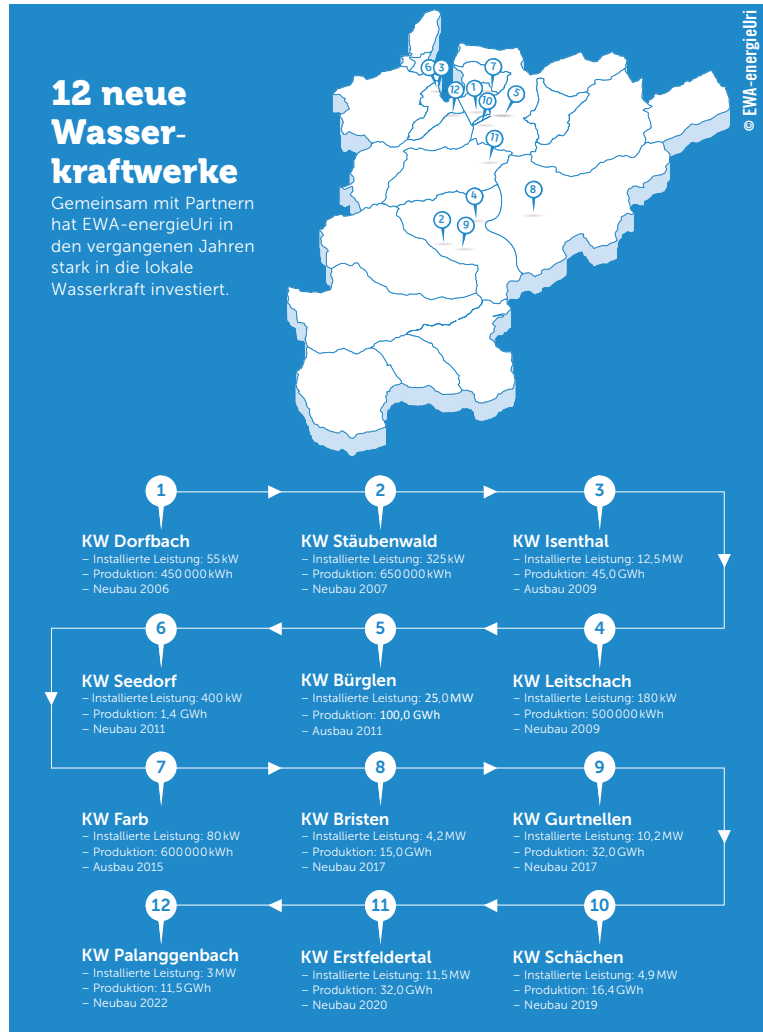 © EWA-energieUri
12 neue
Wasser-
kraftwerke
Gemeinsam mit Partnern
hat EWA-energieUri in
den vergangenen Jahren
stark in die lokale
Wasserkraft investiert.
6 3 7
12 1 10 5
11
8
4
2 9
1 2 3
KW Dorfbach
– Installierte Leistung: 55 kW
– Produktion: 450 000 kWh
– Neubau 2006
KW Stäubenwald
– Installierte Leistung: 325 kW
– Produktion: 650 000 kWh
– Neubau 2007
KW Isenthal
– Installierte Leistung: 12,5 MW
– Produktion: 45,0 GWh
– Ausbau 2009
6 5 4
KW Seedorf
– Installierte Leistung: 400 kW
– Produktion: 1,4 GWh
– Neubau 2011
KW Bürglen
– Installierte Leistung: 25,0 MW
– Produktion: 100,0 GWh
– Ausbau 2011
KW Leitschach
– Installierte Leistung: 180 kW
– Produktion: 500 000 kWh
– Neubau 2009
7 8 9
KW Farb
– Installierte Leistung: 80 kW
– Produktion: 600 000 kWh
– Ausbau 2015
KW Bristen
– Installierte Leistung: 4,2 MW
– Produktion: 15,0 GWh
– Neubau 2017
KW Gurtnellen
– Installierte Leistung: 10,2 MW
– Produktion: 32,0 GWh
– Neubau 2017
12 11 10
KW Palanggenbach
– Installierte Leistung: 3 MW
– Produktion: 11,5 GWh
– Neubau 2022
KW Erstfeldertal
– Installierte Leistung: 11,5 MW
– Produktion: 32,0 GWh
– Neubau 2020
KW Schächen
– Installierte Leistung: 4,9 MW
– Produktion: 16,4 GWh
– Neubau 2019